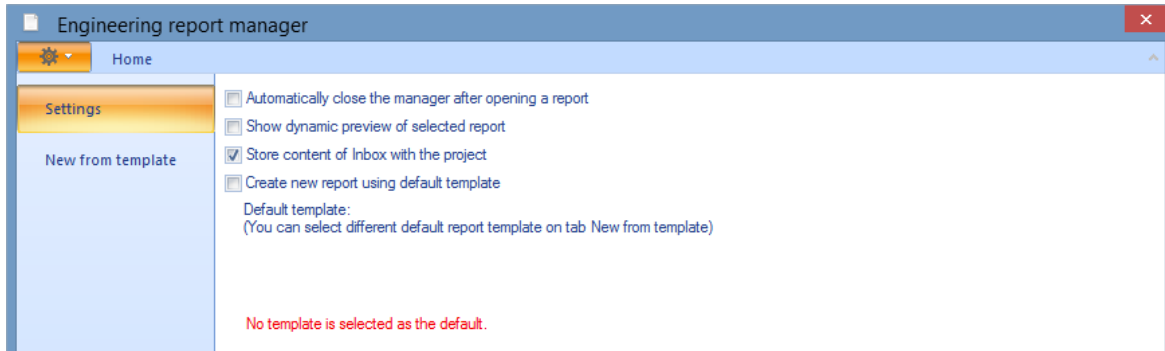 Engineering report manager
Home
Settings
New from template
Automatically close the manager after opening a report
Show dynamic preview of selected report
Store content of Inbox with the project
Create new report using default template
Default template:
(You can select different default report template on tab New from template)
No template is selected as the default.